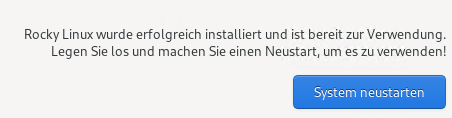 Rocky Linux wurde erfolgreich installiert und ist bereit zur Verwendung.
Legen Sie los und machen Sie einen Neustart, um es zu verwenden!
System neustarten